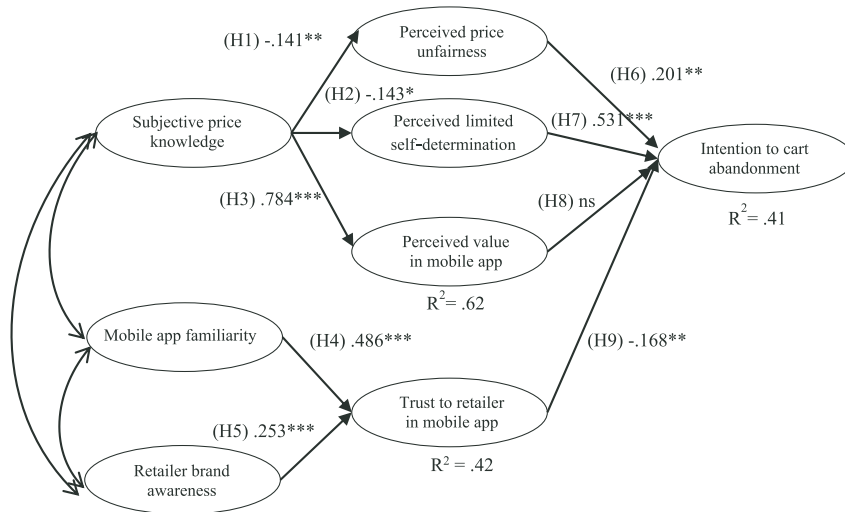 Perceived price
unfairness
(H1) -.141**
(H6) .201**
(H2) -.143*
Subjective price
knowledge
Perceived limited
self-determination
(H7) .531***
Intention to cart
abandonment
R² = .41
(H3) .784***
(H8) ns
Perceived value
in mobile app
R² = .62
Mobile app familiarity
(H4) .486***
(H9) -.168**
Trust to retailer
in mobile app
R² = .42
(H5) .253***
Retailer brand
awareness